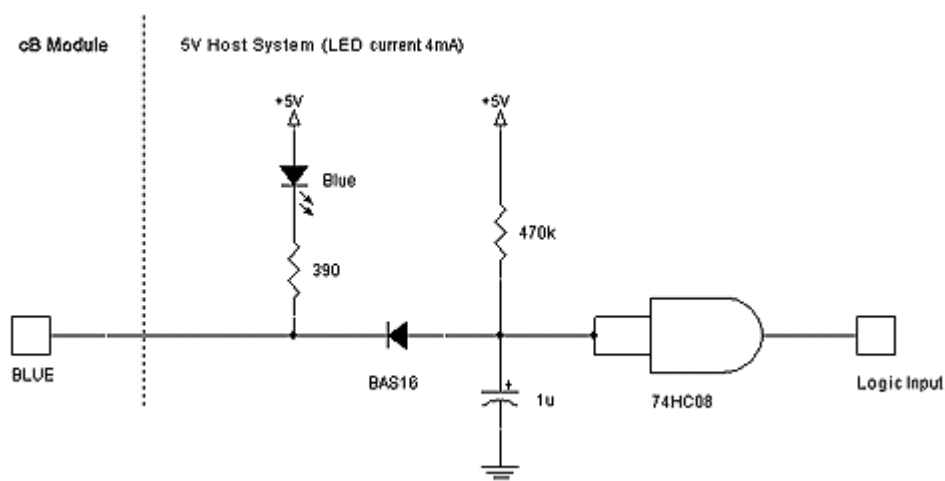 cB Module
5V Host System (LED current 4mA)
+5V
+5V
Blue
470k
390
BLUE
BAS16
+
1u
74HC08
Logic Input